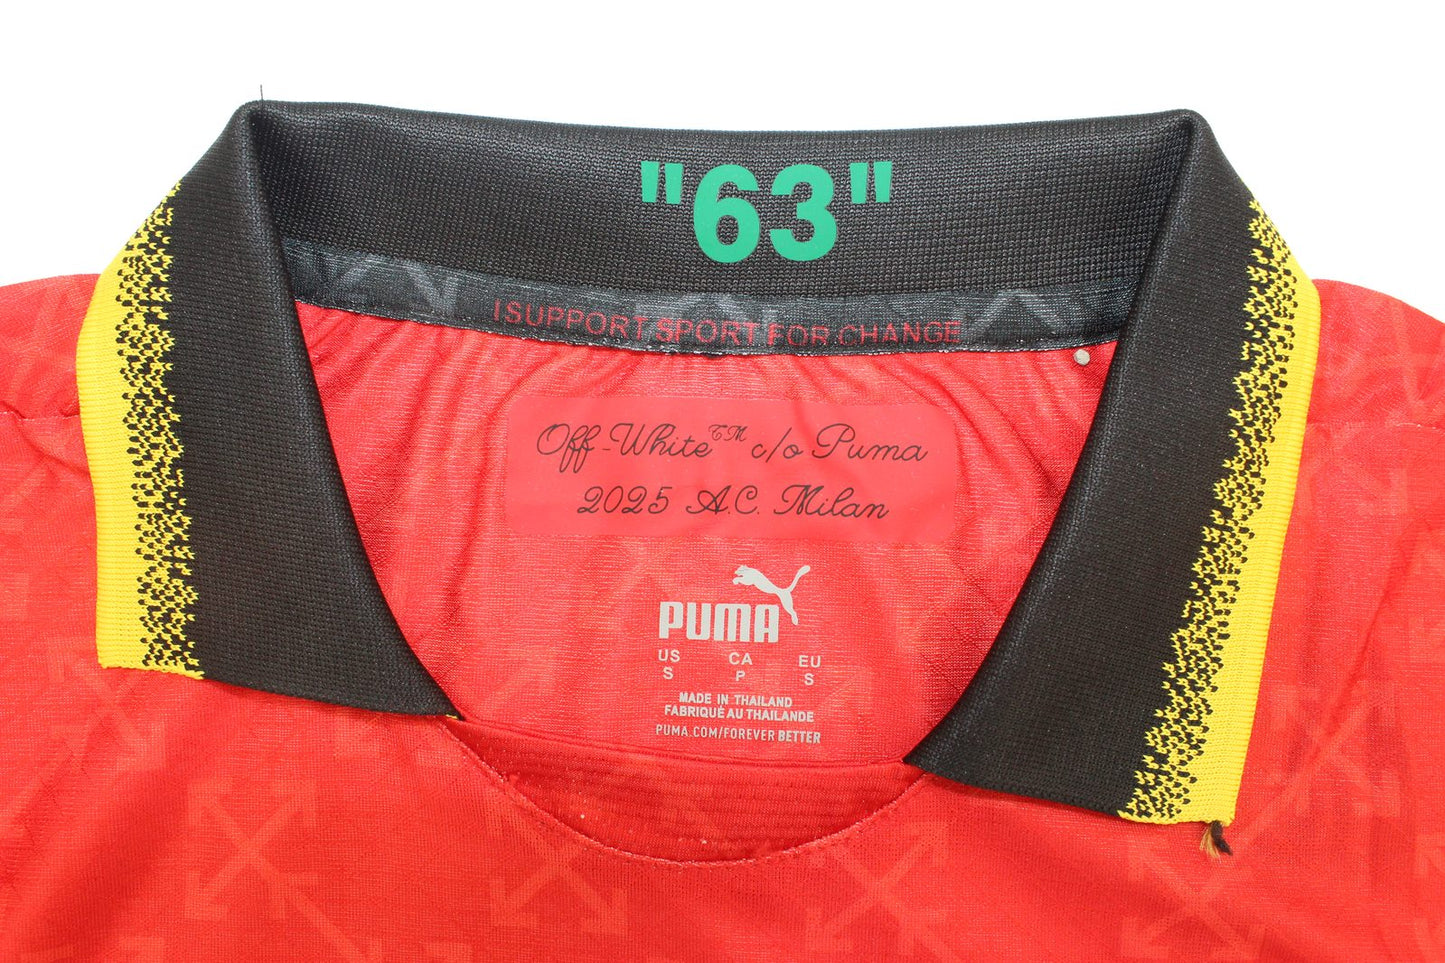 "63"
I SUPPORT SPORT FOR CHANGE
Off-White™ c/o Puma
2025 A.C. Milan
PUMA
US CA EU
S P S
MADE IN THAILAND
FABRIQUÉ AU THAILANDE
PUMA.COM/FOREVER BETTER